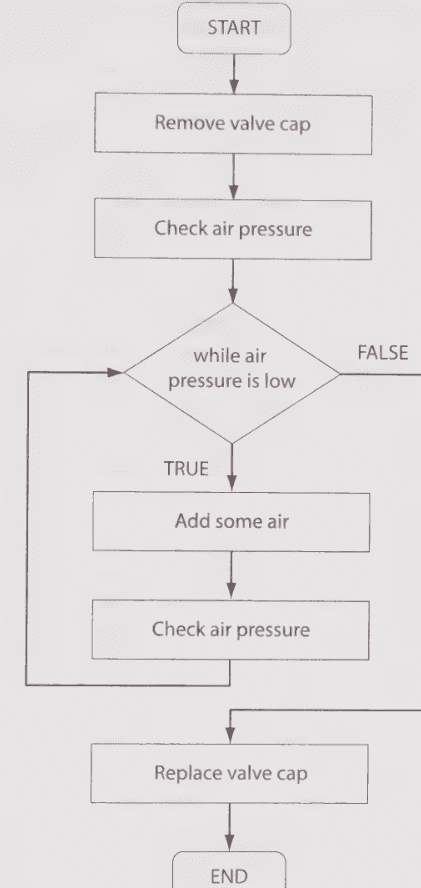 START
Remove valve cap
Check air pressure
while air
pressure is low
FALSE
TRUE
Add some air
Check air pressure
Replace valve cap
END